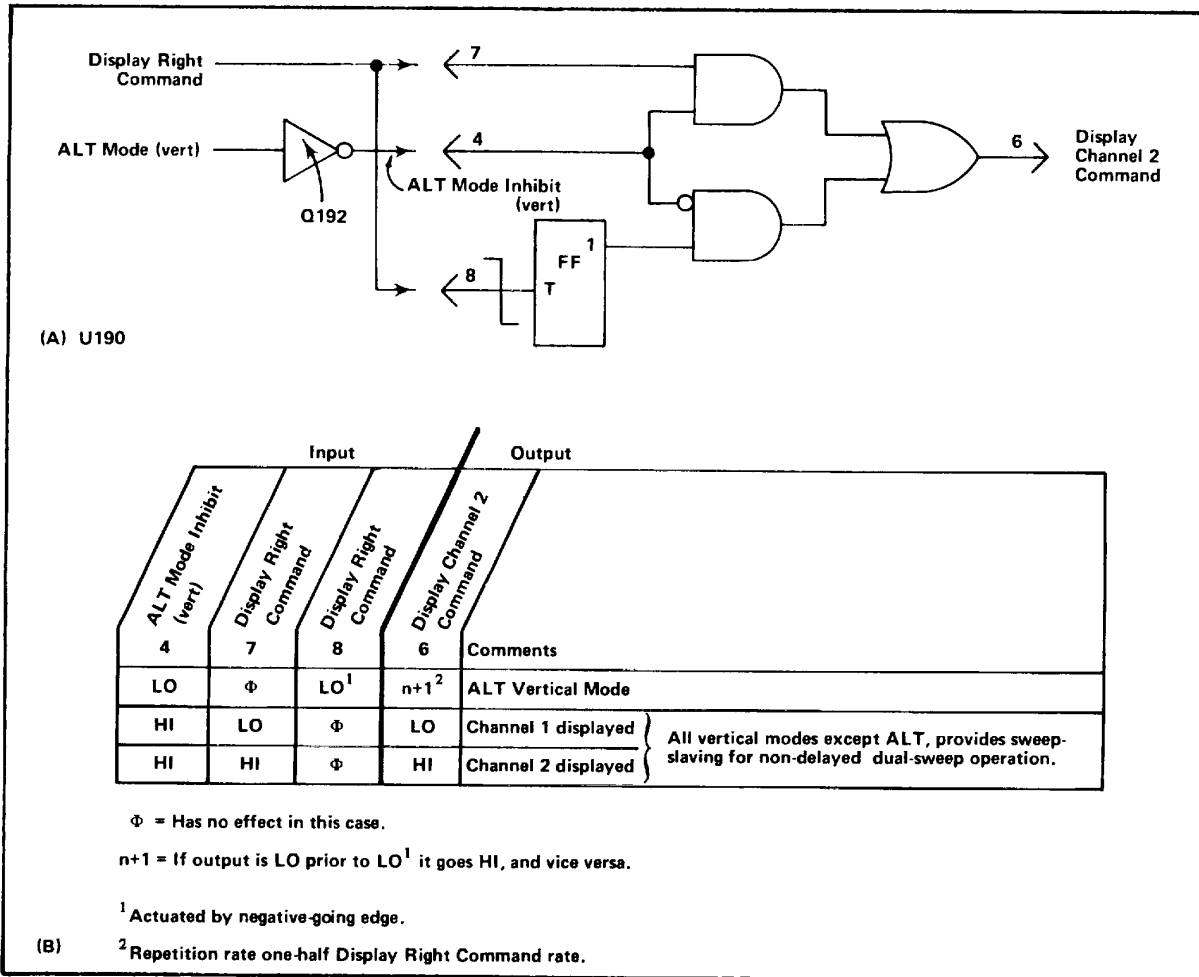 Display Right
Command
7
ALT Mode (vert)
4
ALT Mode Inhibit
(vert)
Q192
6
Display
Channel 2
Command
8
1
FF
T
(A) U190
Input Output
ALT Mode Inhibit
(vert)
Display Right
Command
Display Right
Command
Display Channel 2
Command
4 7 8 6 Comments
LO Φ LO¹ n+1² ALT Vertical Mode
HI LO Φ LO Channel 1 displayed
HI HI Φ HI Channel 2 displayed
All vertical modes except ALT, provides sweep-
slaving for non-delayed dual-sweep operation.
Φ = Has no effect in this case.
n+1 = If output is LO prior to LO¹ it goes HI, and vice versa.
¹Actuated by negative-going edge.
(B) ²Repetition rate one-half Display Right Command rate.